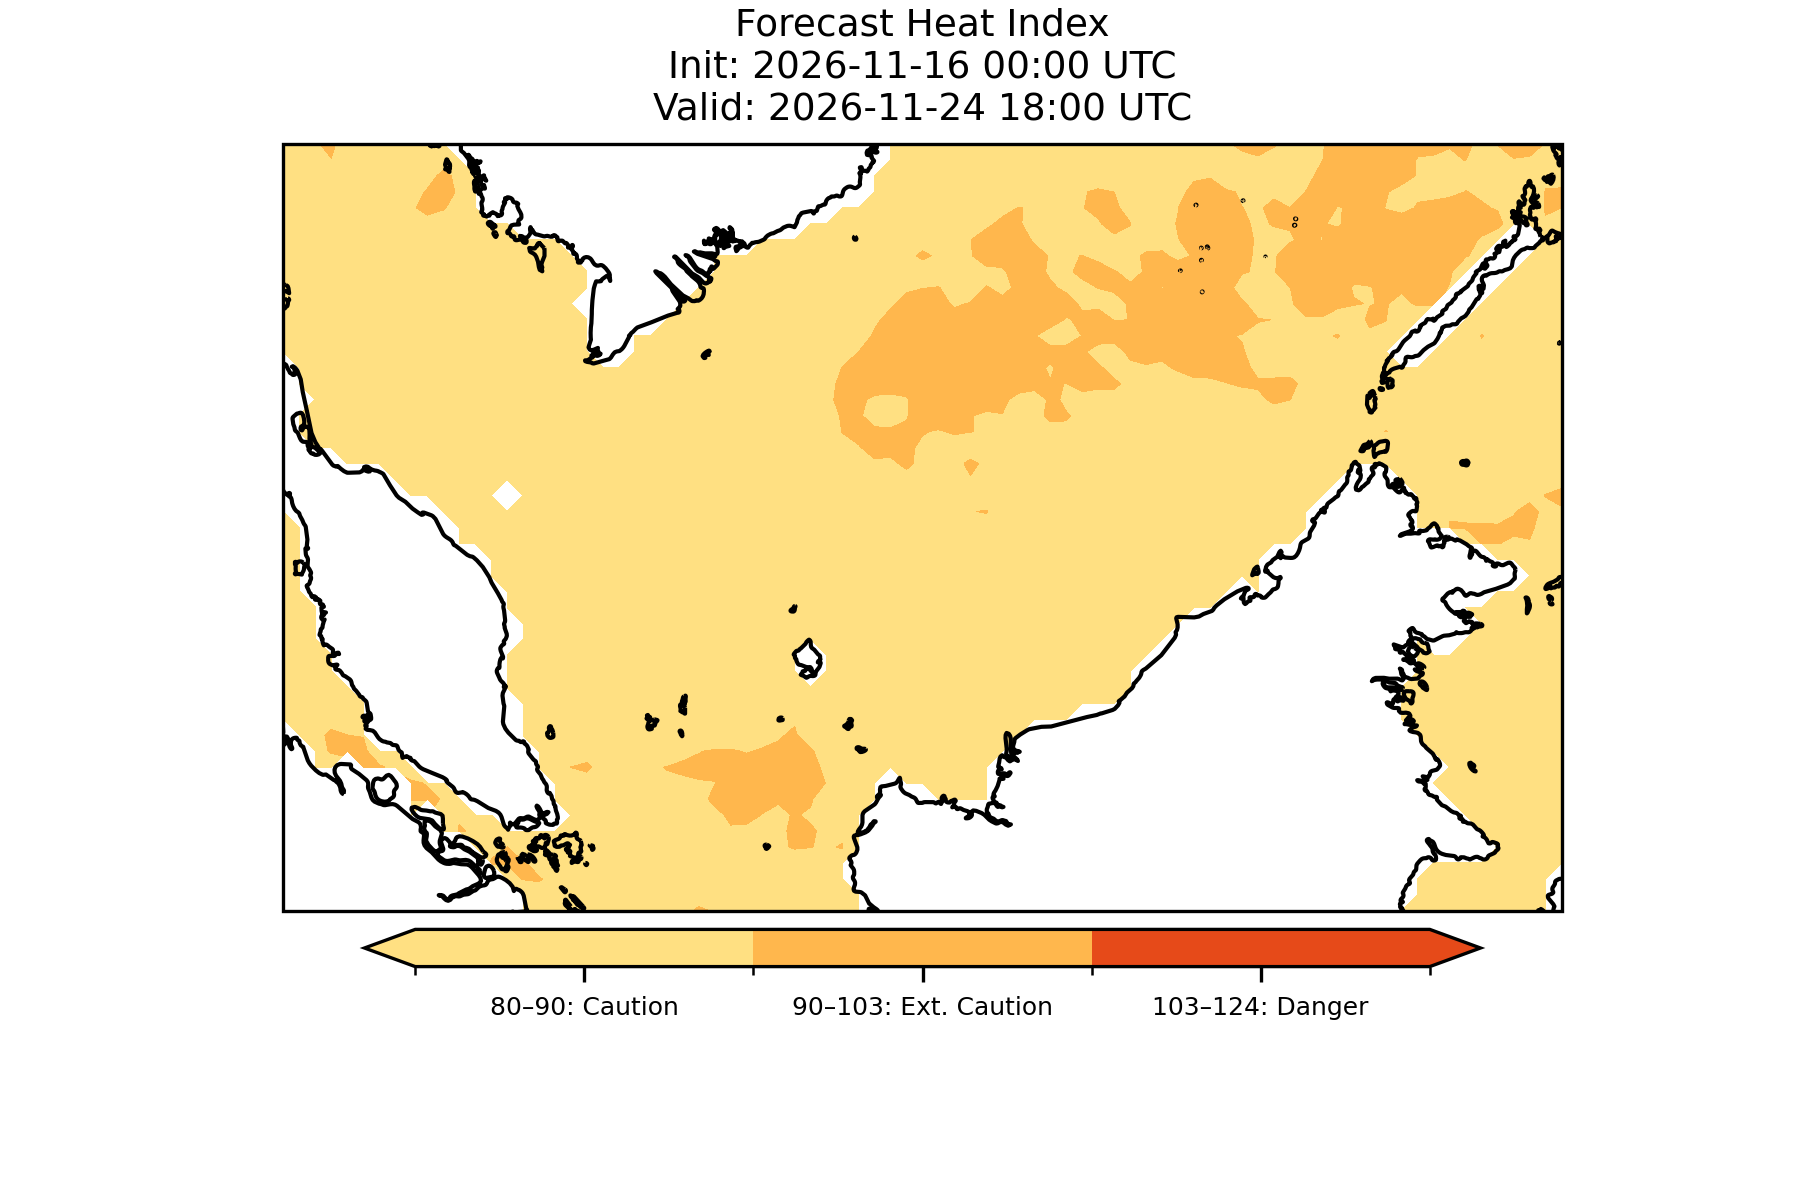 Forecast Heat Index
Init: 2026-11-16 00:00 UTC
Valid: 2026-11-24 18:00 UTC
80–90: Caution
90–103: Ext. Caution
103–124: Danger